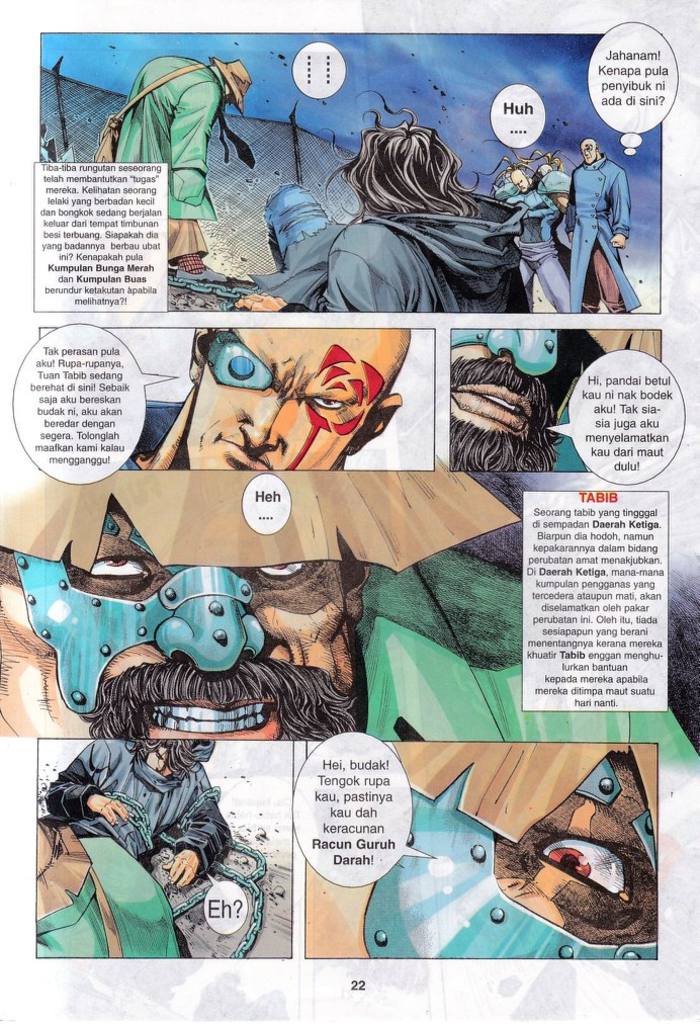 ! !
Huh
....
Jahanam!
Kenapa pula
penyibuk ni
ada di sini?
Tiba-tiba rungutan seseorang
telah membantutkan "tugas"
mereka. Kelihatan seorang
lelaki yang berbadan kecil
dan bongkok sedang berjalan
keluar dari tempat timbunan
besi terbuang. Siapakah dia
yang badannya berbau ubat
ini? Kenapakah pula
Kumpulan Bunga Merah
dan Kumpulan Buas
berundur ketakutan apabila
melihatnya?!
Tak perasan pula
aku! Rupa-rupanya,
Tuan Tabib sedang
berehat di sini! Sebaik
saja aku bereskan
budak ni, aku akan
beredar dengan
segera. Tolonglah
maafkan kami kalau
mengganggu!
Hi, pandai betul
kau ni nak bodek
aku! Tak sia-
sia juga aku
menyelamatkan
kau dari maut
dulu!
Heh
....
TABIB
Seorang tabib yang tingggal
di sempadan Daerah Ketiga.
Biarpun dia hodoh, namun
kepakarannya dalam bidang
perubatan amat menakjubkan.
Di Daerah Ketiga, mana-mana
kumpulan pengganas yang
tercedera ataupun mati, akan
diselamatkan oleh pakar
perubatan ini. Oleh itu, tiada
sesiapapun yang berani
menentangnya kerana mereka
khuatir Tabib enggan menghu-
lurkan bantuan
kepada mereka apabila
mereka ditimpa maut suatu
hari nanti.
Eh?
Hei, budak!
Tengok rupa
kau, pastinya
kau dah
keracunan
Racun Guruh
Darah!
22